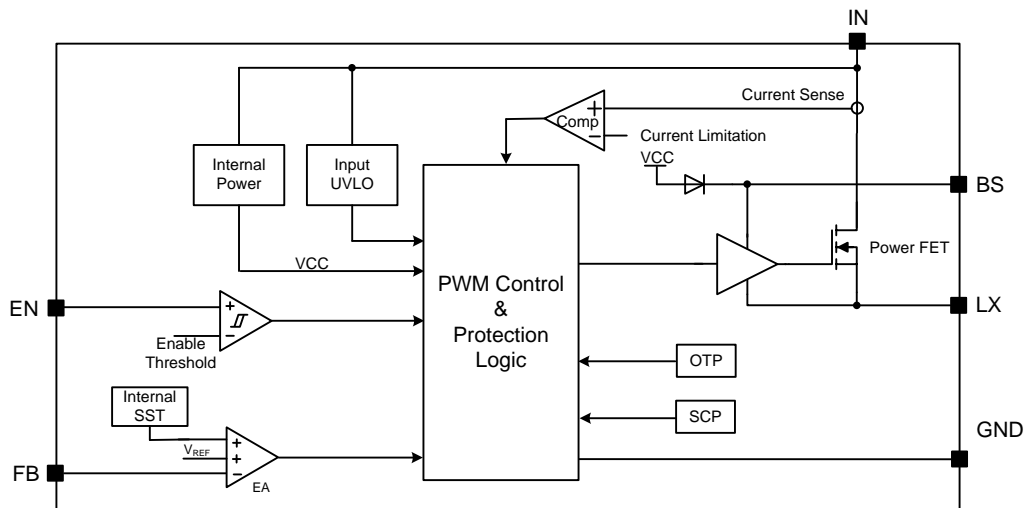 IN
Current Sense
+
Comp
−
Current Limitation
VCC
Internal
Power
Input
UVLO
BS
Power FET
VCC
PWM Control
&
Protection
Logic
EN
+
−
Enable
Threshold
LX
OTP
Internal
SST
SCP
GND
+
VREF
+
−
FB
EA